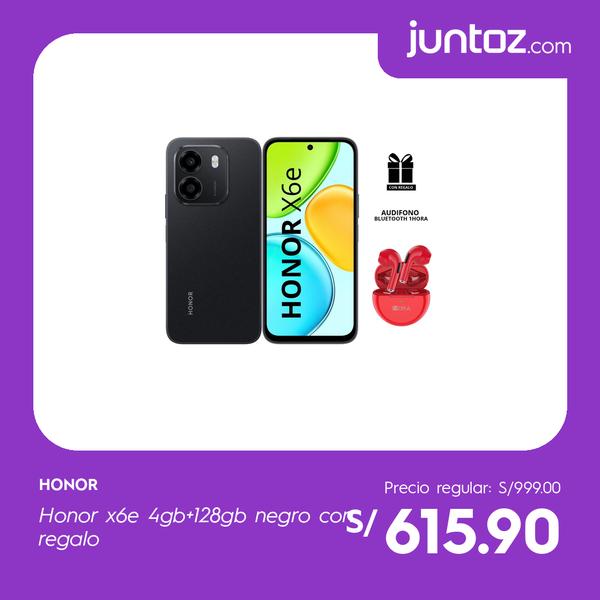 juntoz.com
HONOR X6e
HONOR
CON REGALO
AUDIFONO
BLUETOOTH 1HORA
1HORA
HONOR
Honor x6e 4gb+128gb negro con
regalo
Precio regular: S/999.00
S/ 615.90